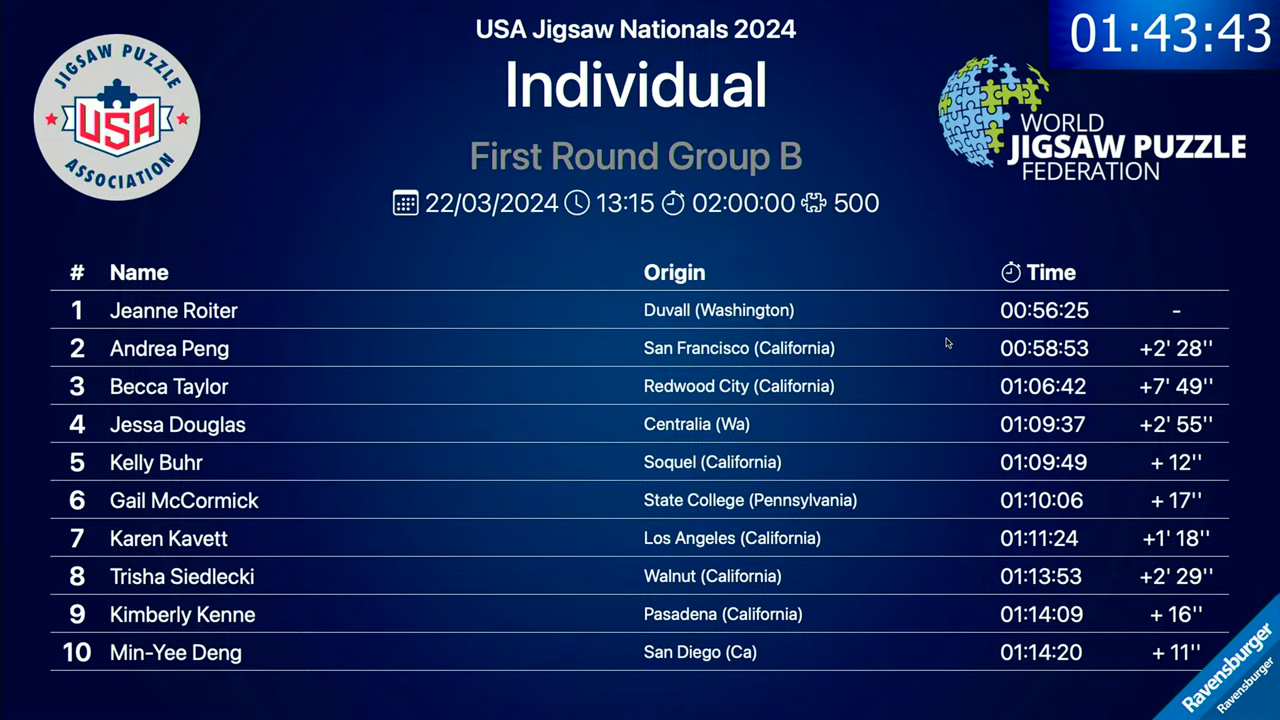 USA Jigsaw Nationals 2024
01:43:43
Individual
JIGSAW PUZZLE
USA
ASSOCIATION
WORLD
JIGSAW PUZZLE
FEDERATION
First Round Group B
22/03/2024 13:15 02:00:00 500
# Name Origin Time
1 Jeanne Roiter Duvall (Washington) 00:56:25 -
2 Andrea Peng San Francisco (California) 00:58:53 +2' 28''
3 Becca Taylor Redwood City (California) 01:06:42 +7' 49''
4 Jessa Douglas Centralia (Wa) 01:09:37 +2' 55''
5 Kelly Buhr Soquel (California) 01:09:49 + 12''
6 Gail McCormick State College (Pennsylvania) 01:10:06 + 17''
7 Karen Kavett Los Angeles (California) 01:11:24 +1' 18''
8 Trisha Siedlecki Walnut (California) 01:13:53 +2' 29''
9 Kimberly Kenne Pasadena (California) 01:14:09 + 16''
10 Min-Yee Deng San Diego (Ca) 01:14:20 + 11''
Ravensburger
Ravensburger